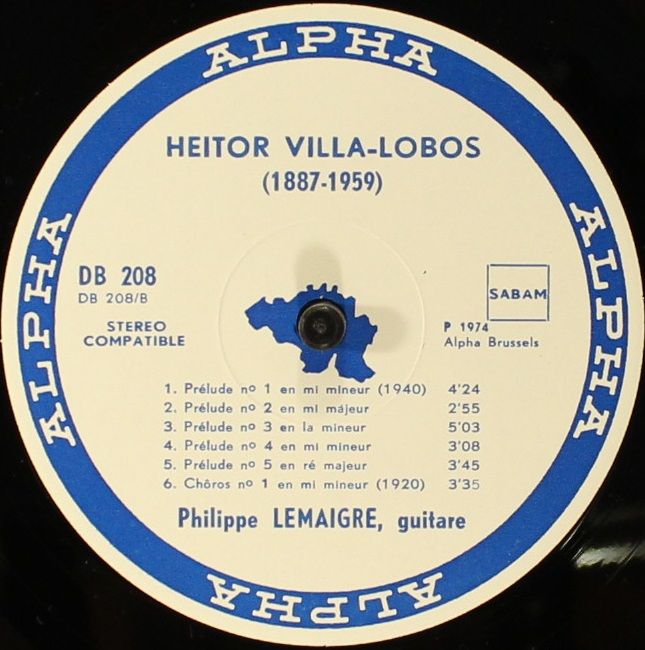 ALPHA
HEITOR VILLA-LOBOS
(1887-1959)
ALPHA
ALPHA
DB 208
DB 208/B
STEREO
COMPATIBLE
SABAM
P 1974
Alpha Brussels
1. Prélude nº 1 en mi mineur (1940) 4'24
2. Prélude nº 2 en mi májeur 2'55
3. Prélude nº 3 en la mineur 5'03
4. Prélude nº 4 en mi mineur 3'08
5. Prélude nº 5 en ré majeur 3'45
6. Chôros nº 1 en mi mineur (1920) 3'35
Philippe LEMAIGRE, guitare
ALPHA